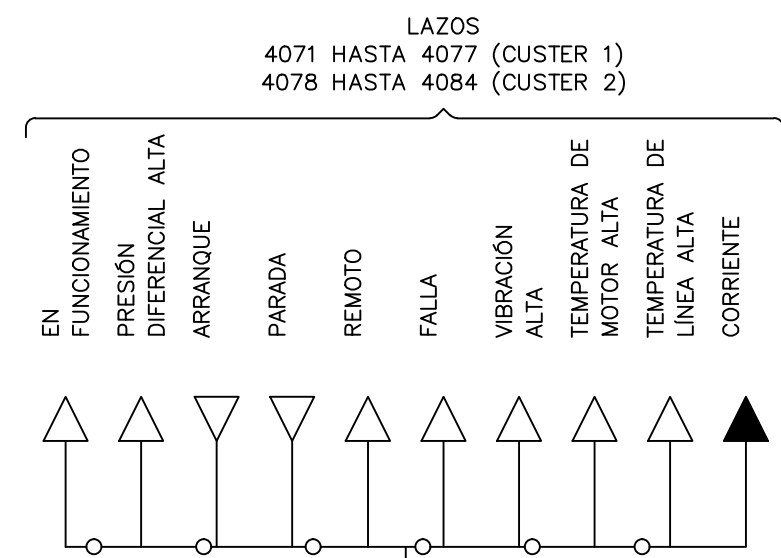 LAZOS
4071 HASTA 4077 (CUSTER 1)
4078 HASTA 4084 (CUSTER 2)
EN
FUNCIONAMIENTO
PRESIÓN
DIFERENCIAL ALTA
ARRANQUE
PARADA
REMOTO
FALLA
VIBRACIÓN
ALTA
TEMPERATURA DE
MOTOR ALTA
TEMPERATURA DE
LÍNEA ALTA
CORRIENTE